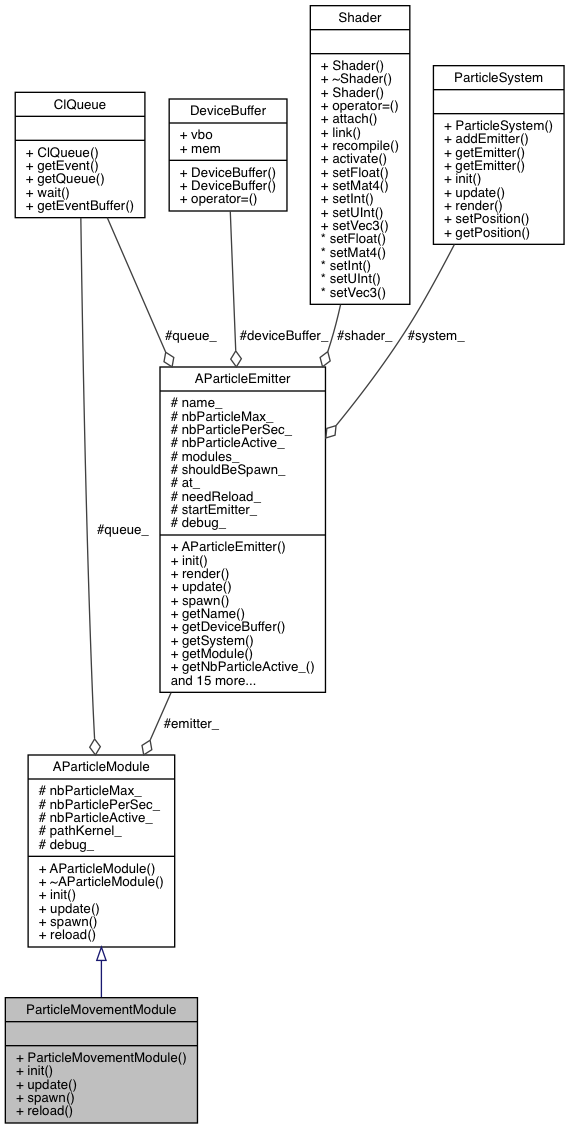 Shader
+ Shader()
+ ~Shader()
+ Shader()
+ operator=()
+ attach()
+ link()
+ recompile()
+ activate()
+ setFloat()
+ setMat4()
+ setInt()
+ setUInt()
+ setVec3()
* setFloat()
* setMat4()
* setInt()
* setUInt()
* setVec3()
ParticleSystem
+ ParticleSystem()
+ addEmitter()
+ getEmitter()
+ getEmitter()
+ init()
+ update()
+ render()
+ setPosition()
+ getPosition()
ClQueue
+ ClQueue()
+ getEvent()
+ getQueue()
+ wait()
+ getEventBuffer()
DeviceBuffer
+ vbo
+ mem
+ DeviceBuffer()
+ DeviceBuffer()
+ operator=()
#queue_
#deviceBuffer_
#shader_
#system_
AParticleEmitter
# name_
# nbParticleMax_
# nbParticlePerSec_
# nbParticleActive_
# modules_
# shouldBeSpawn_
# at_
# needReload_
# startEmitter_
# debug_
+ AParticleEmitter()
+ init()
+ render()
+ update()
+ spawn()
+ getName()
+ getDeviceBuffer()
+ getSystem()
+ getModule()
+ getNbParticleActive_()
and 15 more...
#queue_
#emitter_
AParticleModule
# nbParticleMax_
# nbParticlePerSec_
# nbParticleActive_
# pathKernel_
# debug_
+ AParticleModule()
+ ~AParticleModule()
+ init()
+ update()
+ spawn()
+ reload()
ParticleMovementModule
+ ParticleMovementModule()
+ init()
+ update()
+ spawn()
+ reload()